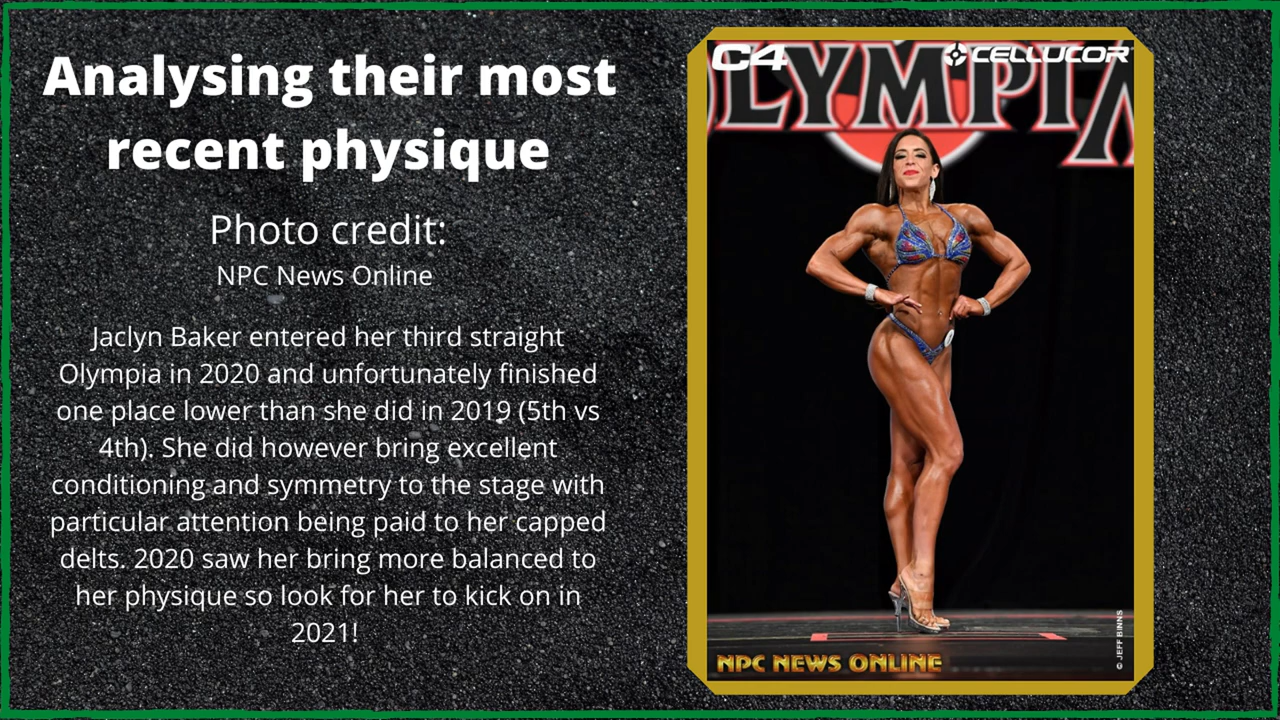 Analysing their most
recent physique
Photo credit:
NPC News Online
Jaclyn Baker entered her third straight
Olympia in 2020 and unfortunately finished
one place lower than she did in 2019 (5th vs
4th). She did however bring excellent
conditioning and symmetry to the stage with
particular attention being paid to her capped
delts. 2020 saw her bring more balanced to
her physique so look for her to kick on in
2021!
C4 CELLUCOR
LYMPIA
NPC NEWS ONLINE
© JEFF BINNS